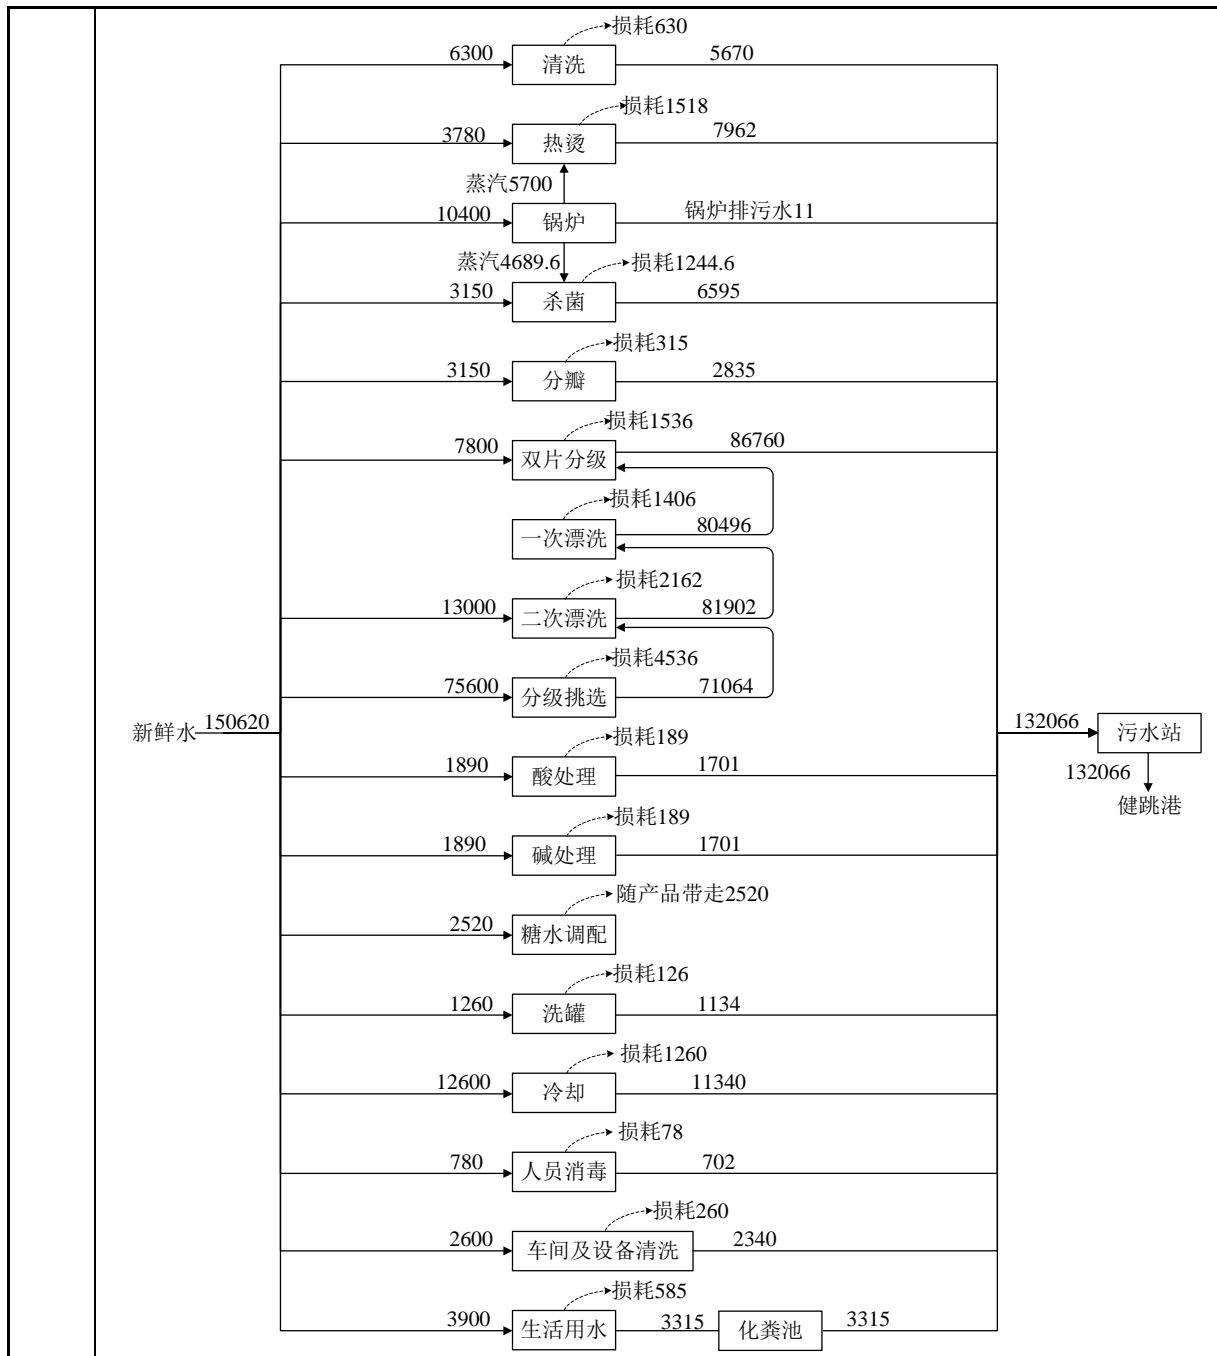 损耗630
6300
清洗
5670
损耗1518
3780
热烫
7962
蒸汽5700
10400
锅炉
锅炉排污水11
蒸汽4689.6
损耗1244.6
3150
杀菌
6595
损耗315
3150
分瓣
2835
损耗1536
7800
双片分级
86760
损耗1406
一次漂洗
80496
损耗2162
13000
二次漂洗
81902
损耗4536
75600
分级挑选
71064
新鲜水
150620
132066
污水站
132066
健跳港
损耗189
1890
酸处理
1701
损耗189
1890
碱处理
1701
随产品带走2520
2520
糖水调配
损耗126
1260
洗罐
1134
损耗1260
12600
冷却
11340
损耗78
780
人员消毒
702
损耗260
2600
车间及设备清洗
2340
损耗585
3900
生活用水
3315
化粪池
3315